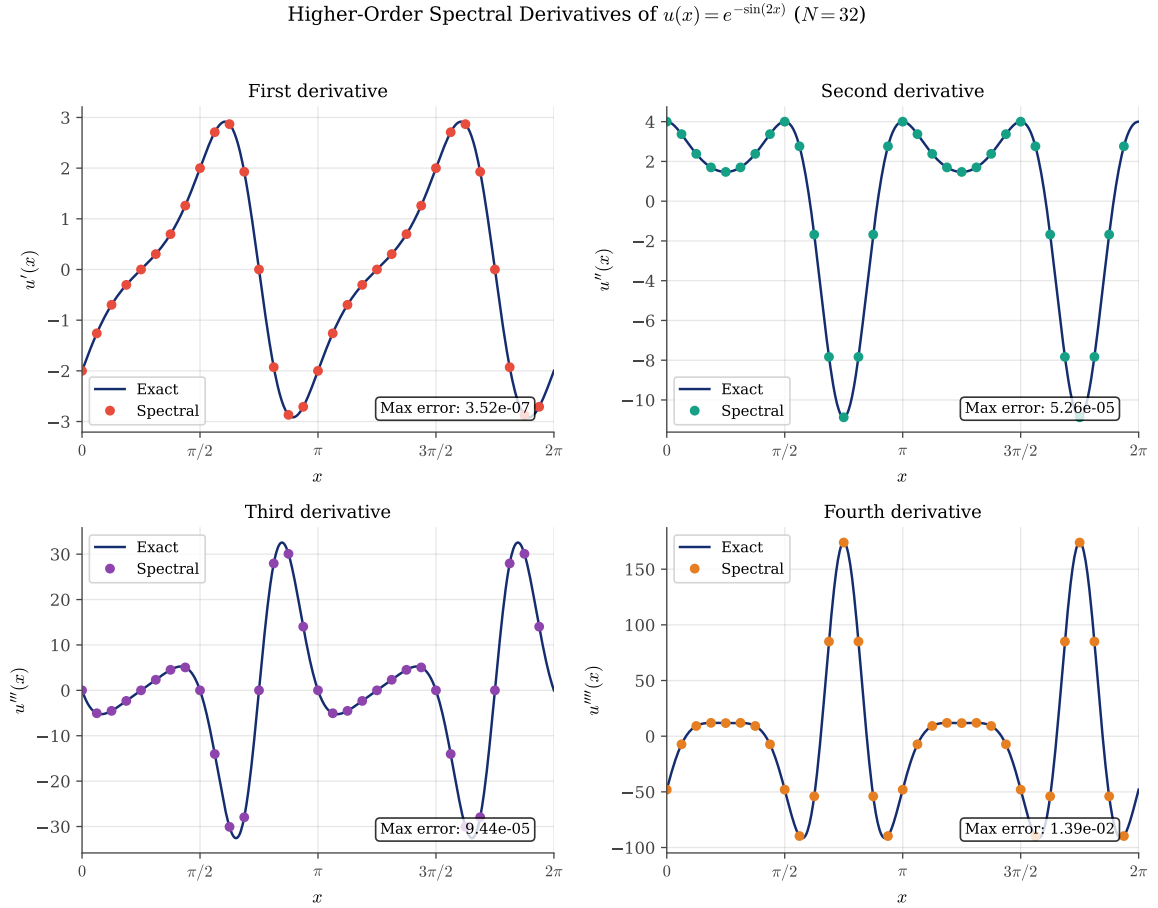 Higher-Order Spectral Derivatives of u(x) = e^{−sin(2x)} (N = 32)
First derivative
3
2
1
0
−1
−2
−3
u′(x)
Exact
Spectral
Max error: 3.52e-07
0 π/2 π 3π/2 2π
x
Second derivative
4
2
0
−2
−4
−6
−8
−10
u″(x)
Exact
Spectral
Max error: 5.26e-05
0 π/2 π 3π/2 2π
x
Third derivative
30
20
10
0
−10
−20
−30
u‴(x)
Exact
Spectral
Max error: 9.44e-05
0 π/2 π 3π/2 2π
x
Fourth derivative
150
100
50
0
−50
−100
u⁗(x)
Exact
Spectral
Max error: 1.39e-02
0 π/2 π 3π/2 2π
x